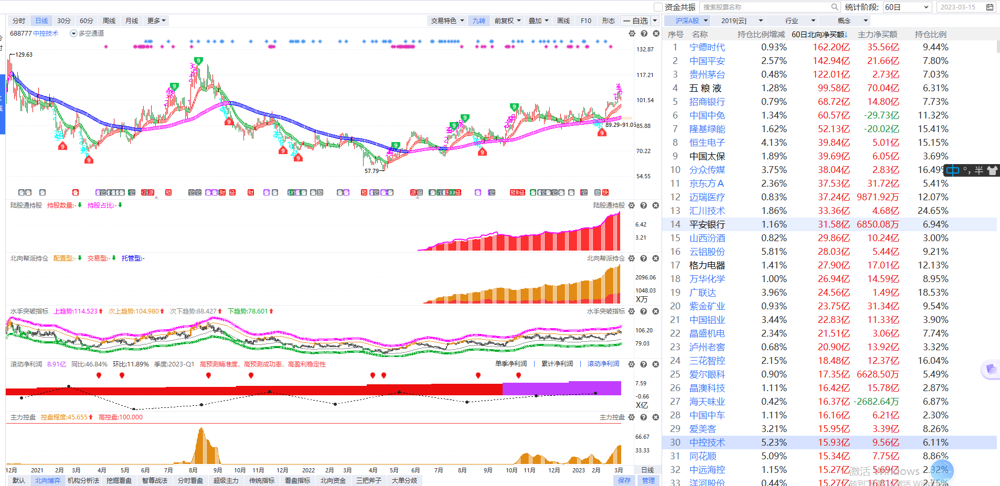 资金共振 搜索股票名称 统计阶段: 60日 2023-03-15
分时 日线 30分 60分 周线 月线 更多 交易特色 九转 前复权 叠加 画线 F10 形态 一自选
688777 中控技术 多空通道
129.63
132.87
117.21
101.54
85.88
70.22
54.55
89.29-91.05
57.79
陆股通持股 持股数量:- 持股占比:- 陆股通持股
6.42
3.21
北向帮派持仓 配置型:- 交易型:- 托管型:- 北向帮派持仓
2096.06
1048.03
X万
水手突破指标 上趋势:114.523 次上趋势:104.980 次下趋势:88.427 下趋势:78.601 水手突破指标
106.20
79.03
滚动净利润 8.91亿 同比:46.84% 环比:11.89% 季度:2023-Q1 高预测精准度，高预测成功率，高盈利稳定性 单季净利润 | 累计净利润 | 滚动净利润
7.59
-0.66
X亿
主力控盘 控盘程度:45.655 高控盘:100.000 主力控盘
66.67
33.33
12月 2021 2月 3月 4月 5月 6月 7月 8月 9月 10月 11月 12月 2022 2月 3月 4月 5月 6月 7月 8月 9月 10月 11月 12月 2023 2月 3月 日线
默认 北向博弈 机构分析法 挖掘看盘 智尊战法 分时看盘 超级主力 传统指标 看盘指标 北向资金 三把斧子 大单分歧 保存 管理
沪深A股 2019[云] 行业 概念
序号 名称 持仓比例增减 60日北向净买额↓ 主力净买额 持仓比例
1 宁德时代 0.93% 162.20亿 35.56亿 9.44%
2 中国平安 2.57% 142.94亿 21.66亿 7.80%
3 贵州茅台 0.48% 122.01亿 2.73亿 7.03%
4 五 粮 液 1.28% 99.58亿 70.04亿 6.31%
5 招商银行 0.79% 68.72亿 14.80亿 7.73%
6 中国中免 1.34% 60.57亿 -29.73亿 11.32%
7 隆基绿能 1.62% 52.13亿 -20.02亿 15.41%
8 恒生电子 4.13% 39.84亿 5.01亿 15.15%
9 中国太保 1.89% 39.69亿 6.05亿 3.69%
10 分众传媒 3.75% 38.04亿 2.83亿 16.49%
中 °, 半
11 京东方A 2.36% 37.53亿 31.72亿 5.41%
12 迈瑞医疗 0.83% 37.24亿 9871.92万 12.07%
13 汇川技术 1.86% 33.36亿 4.68亿 24.65%
14 平安银行 1.16% 31.58亿 6850.08万 6.94%
15 山西汾酒 0.82% 29.86亿 10.24亿 3.00%
16 云铝股份 5.81% 28.03亿 5.44亿 9.21%
17 格力电器 1.41% 27.90亿 17.01亿 12.13%
18 万华化学 1.00% 26.94亿 14.59亿 8.95%
19 广联达 3.96% 24.56亿 1.49亿 18.53%
20 紫金矿业 0.93% 23.75亿 31.34亿 9.54%
21 中国铝业 3.44% 22.83亿 11.33亿 3.90%
22 晶盛机电 2.34% 21.51亿 3.06亿 7.74%
23 泸州老窖 0.68% 20.90亿 13.92亿 3.32%
24 三花智控 2.15% 18.48亿 12.37亿 16.04%
25 爱尔眼科 0.90% 17.35亿 6628.50万 5.49%
26 晶澳科技 1.11% 16.42亿 15.78亿 2.87%
27 海天味业 0.42% 16.37亿 -2682.64万 6.87%
28 中国中车 1.11% 16.16亿 6.21亿 2.30%
29 爱美客 3.21% 15.95亿 3.39亿 8.26%
30 中控技术 5.23% 15.93亿 9.56亿 6.11%
31 同花顺 5.09% 15.34亿 7.75亿 8.86%
32 中远海控 1.15% 15.27亿 5.69亿 2.32%
激活 Windows
33 洋河股份 0.44% 15.27亿